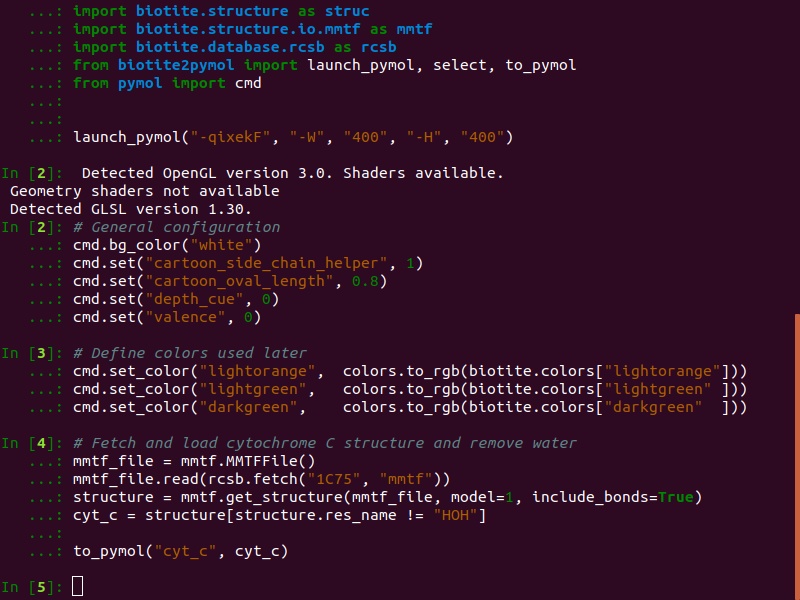 ...: import biotite.structure as struc
...: import biotite.structure.io.mmtf as mmtf
...: import biotite.database.rcsb as rcsb
...: from biotite2pymol import launch_pymol, select, to_pymol
...: from pymol import cmd
...:
...:
...: launch_pymol("-qixekF", "-W", "400", "-H", "400")
In [2]:  Detected OpenGL version 3.0. Shaders available.
Geometry shaders not available
Detected GLSL version 1.30.
In [2]: # General configuration
...: cmd.bg_color("white")
...: cmd.set("cartoon_side_chain_helper", 1)
...: cmd.set("cartoon_oval_length", 0.8)
...: cmd.set("depth_cue", 0)
...: cmd.set("valence", 0)
In [3]: # Define colors used later
...: cmd.set_color("lightorange",  colors.to_rgb(biotite.colors["lightorange"]))
...: cmd.set_color("lightgreen",   colors.to_rgb(biotite.colors["lightgreen" ]))
...: cmd.set_color("darkgreen",    colors.to_rgb(biotite.colors["darkgreen"  ]))
In [4]: # Fetch and load cytochrome C structure and remove water
...: mmtf_file = mmtf.MMTFFile()
...: mmtf_file.read(rcsb.fetch("1C75", "mmtf"))
...: structure = mmtf.get_structure(mmtf_file, model=1, include_bonds=True)
...: cyt_c = structure[structure.res_name != "HOH"]
...:
...: to_pymol("cyt_c", cyt_c)
In [5]: